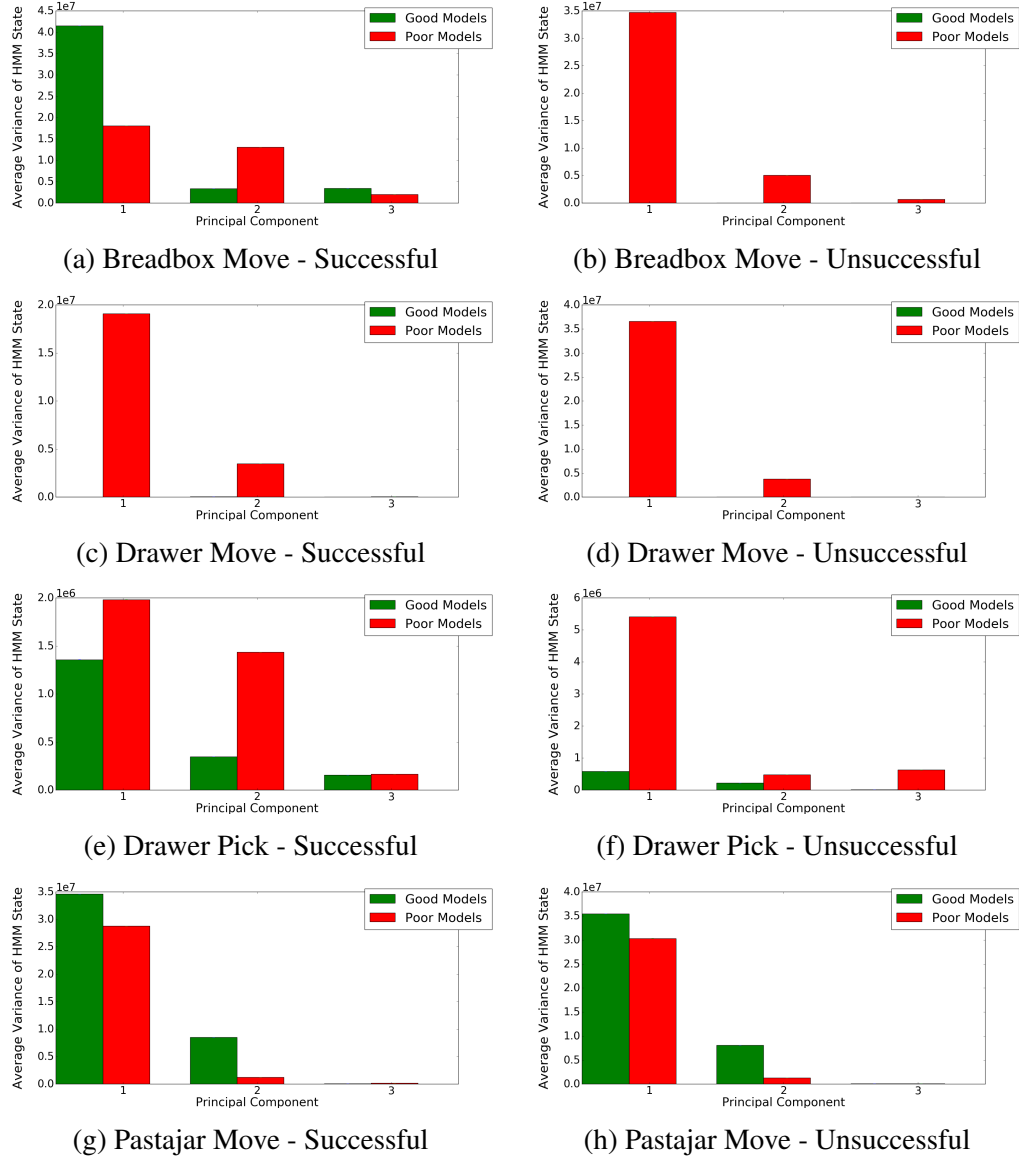 1e7
4.5
4.0
3.5
3.0
2.5
2.0
1.5
1.0
0.5
0.0
Average Variance of HMM State
Good Models
Poor Models
1 2 3
Principal Component
(a) Breadbox Move - Successful
1e7
3.5
3.0
2.5
2.0
1.5
1.0
0.5
0.0
Average Variance of HMM State
Good Models
Poor Models
1 2 3
Principal Component
(b) Breadbox Move - Unsuccessful
1e7
2.0
1.5
1.0
0.5
0.0
Average Variance of HMM State
Good Models
Poor Models
1 2 3
Principal Component
(c) Drawer Move - Successful
1e7
4.0
3.5
3.0
2.5
2.0
1.5
1.0
0.5
0.0
Average Variance of HMM State
Good Models
Poor Models
1 2 3
Principal Component
(d) Drawer Move - Unsuccessful
1e6
2.0
1.5
1.0
0.5
0.0
Average Variance of HMM State
Good Models
Poor Models
1 2 3
Principal Component
(e) Drawer Pick - Successful
1e6
6
5
4
3
2
1
0
Average Variance of HMM State
Good Models
Poor Models
1 2 3
Principal Component
(f) Drawer Pick - Unsuccessful
1e7
3.5
3.0
2.5
2.0
1.5
1.0
0.5
0.0
Average Variance of HMM State
Good Models
Poor Models
1 2 3
Principal Component
(g) Pastajar Move - Successful
1e7
4.0
3.5
3.0
2.5
2.0
1.5
1.0
0.5
0.0
Average Variance of HMM State
Good Models
Poor Models
1 2 3
Principal Component
(h) Pastajar Move - Unsuccessful